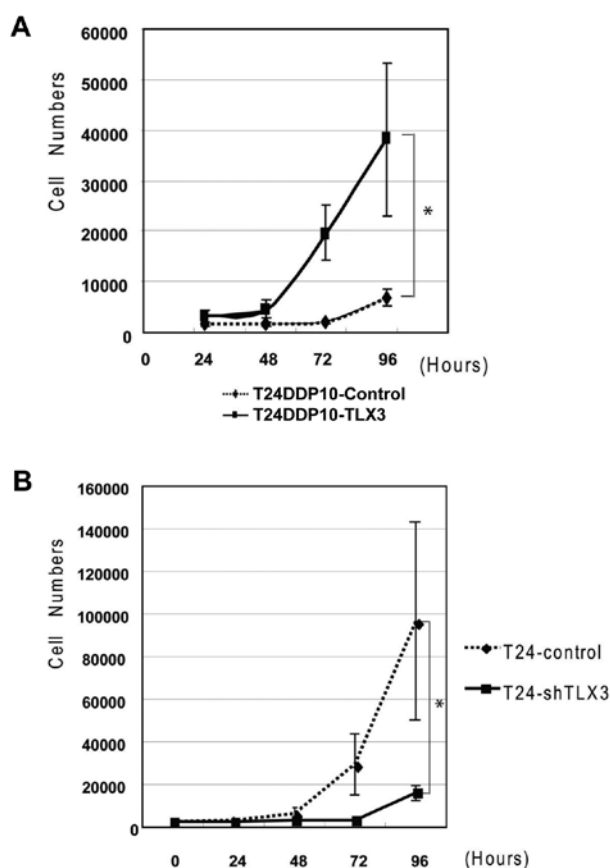 A
60000
50000
40000
30000
20000
10000
0
Cell Numbers
*
0 24 48 72 96 (Hours)
T24DDP10-Control
T24DDP10-TLX3
B
160000
140000
120000
100000
80000
60000
40000
20000
0
Cell Numbers
*
T24-control
T24-shTLX3
0 24 48 72 96 (Hours)